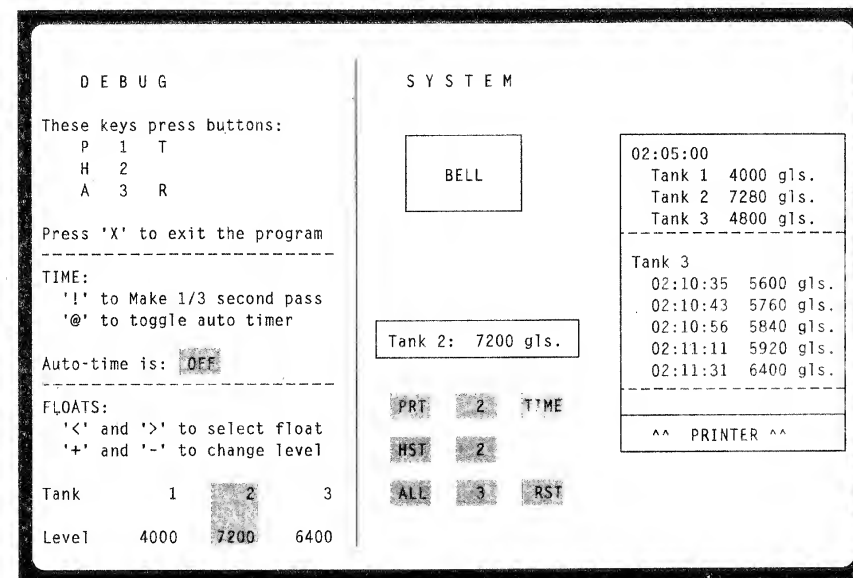 D E B U G
These keys press buttons:
P 1 T
H 2
A 3 R
Press 'X' to exit the program
TIME:
'!' to Make 1/3 second pass
'@' to toggle auto timer
Auto-time is: OFF
FLOATS:
'<' and '>' to select float
'+' and '-' to change level
Tank 1 2 3
Level 4000 7200 6400
S Y S T E M
BELL
Tank 2: 7200 gls.
PRT 2 TIME
HST 2
ALL 3 RST
02:05:00
Tank 1 4000 gls.
Tank 2 7280 gls.
Tank 3 4800 gls.
Tank 3
02:10:35 5600 gls.
02:10:43 5760 gls.
02:10:56 5840 gls.
02:11:11 5920 gls.
02:11:31 6400 gls.
^^ PRINTER ^^